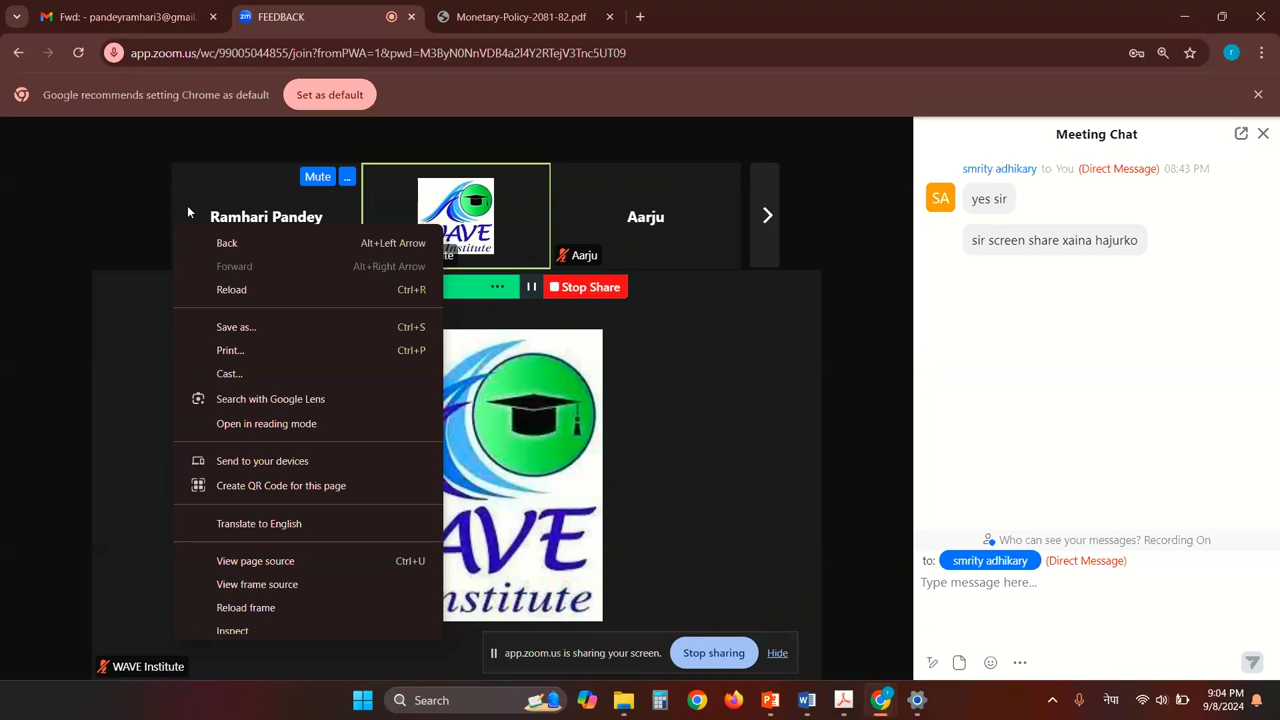 Fwd: - pandeyramhari3@gmail.
FEEDBACK
Monetary-Policy-2081-82.pdf
app.zoom.us/wc/99005044855/join?fromPWA=1&pwd=M3ByN0NnVDB4a2l4Y2RTejV3Tnc5UT09
Google recommends setting Chrome as default
Set as default
Meeting Chat
smrity adhikary to You (Direct Message) 08:43 PM
SA
yes sir
sir screen share xaina hajurko
Mute
...
Ramhari Pandey
WAVE
Institute
Aarju
Aarju
Stop Share
Back Alt+Left Arrow
Forward Alt+Right Arrow
Reload Ctrl+R
Save as... Ctrl+S
Print... Ctrl+P
Cast...
Search with Google Lens
Open in reading mode
Send to your devices
Create QR Code for this page
Translate to English
View page source Ctrl+U
View frame source
Reload frame
Inspect
AVE
nstitute
WAVE Institute
app.zoom.us is sharing your screen.
Stop sharing
Hide
Who can see your messages? Recording On
to: smrity adhikary (Direct Message)
Type message here...
Search
नेपा
9:04 PM
9/8/2024